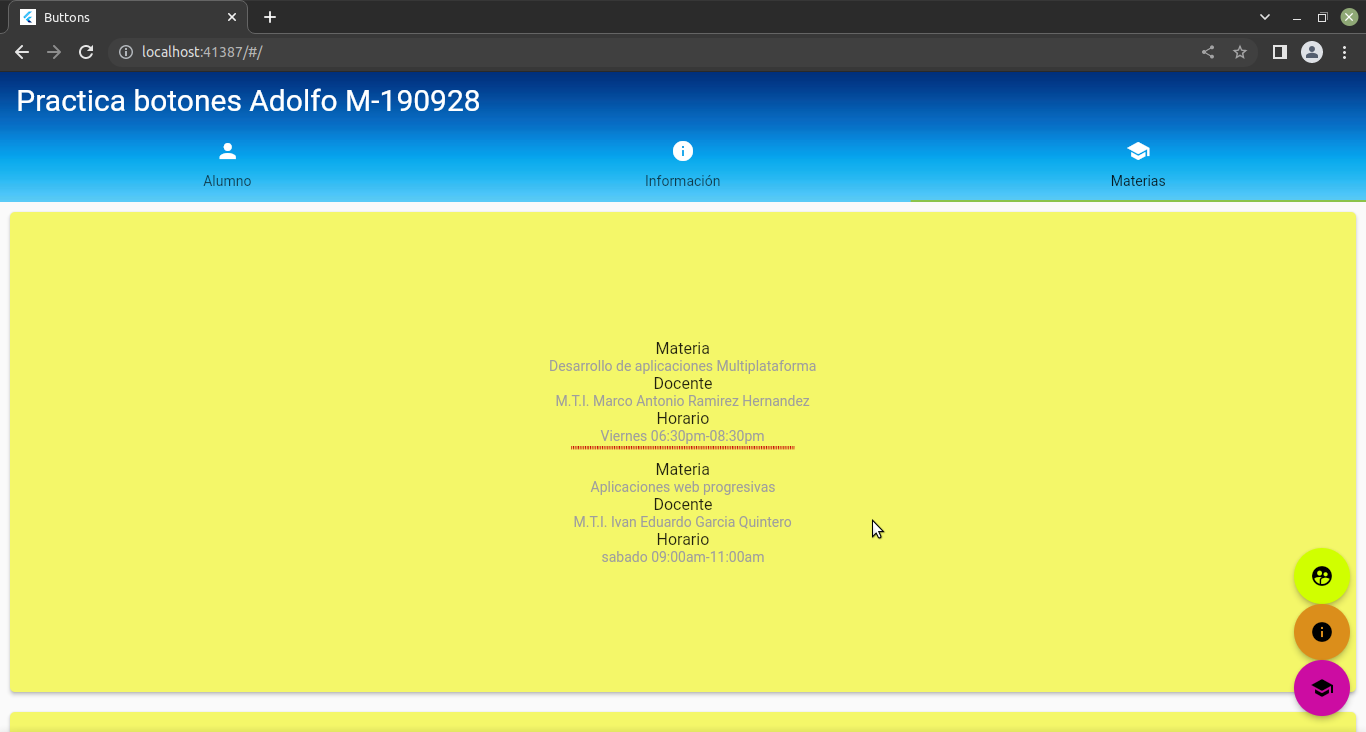 Buttons
localhost:41387/#/
Practica botones Adolfo M-190928
Alumno
Información
Materias
Materia
Desarrollo de aplicaciones Multiplataforma
Docente
M.T.I. Marco Antonio Ramirez Hernandez
Horario
Viernes 06:30pm-08:30pm
Materia
Aplicaciones web progresivas
Docente
M.T.I. Ivan Eduardo Garcia Quintero
Horario
sabado 09:00am-11:00am